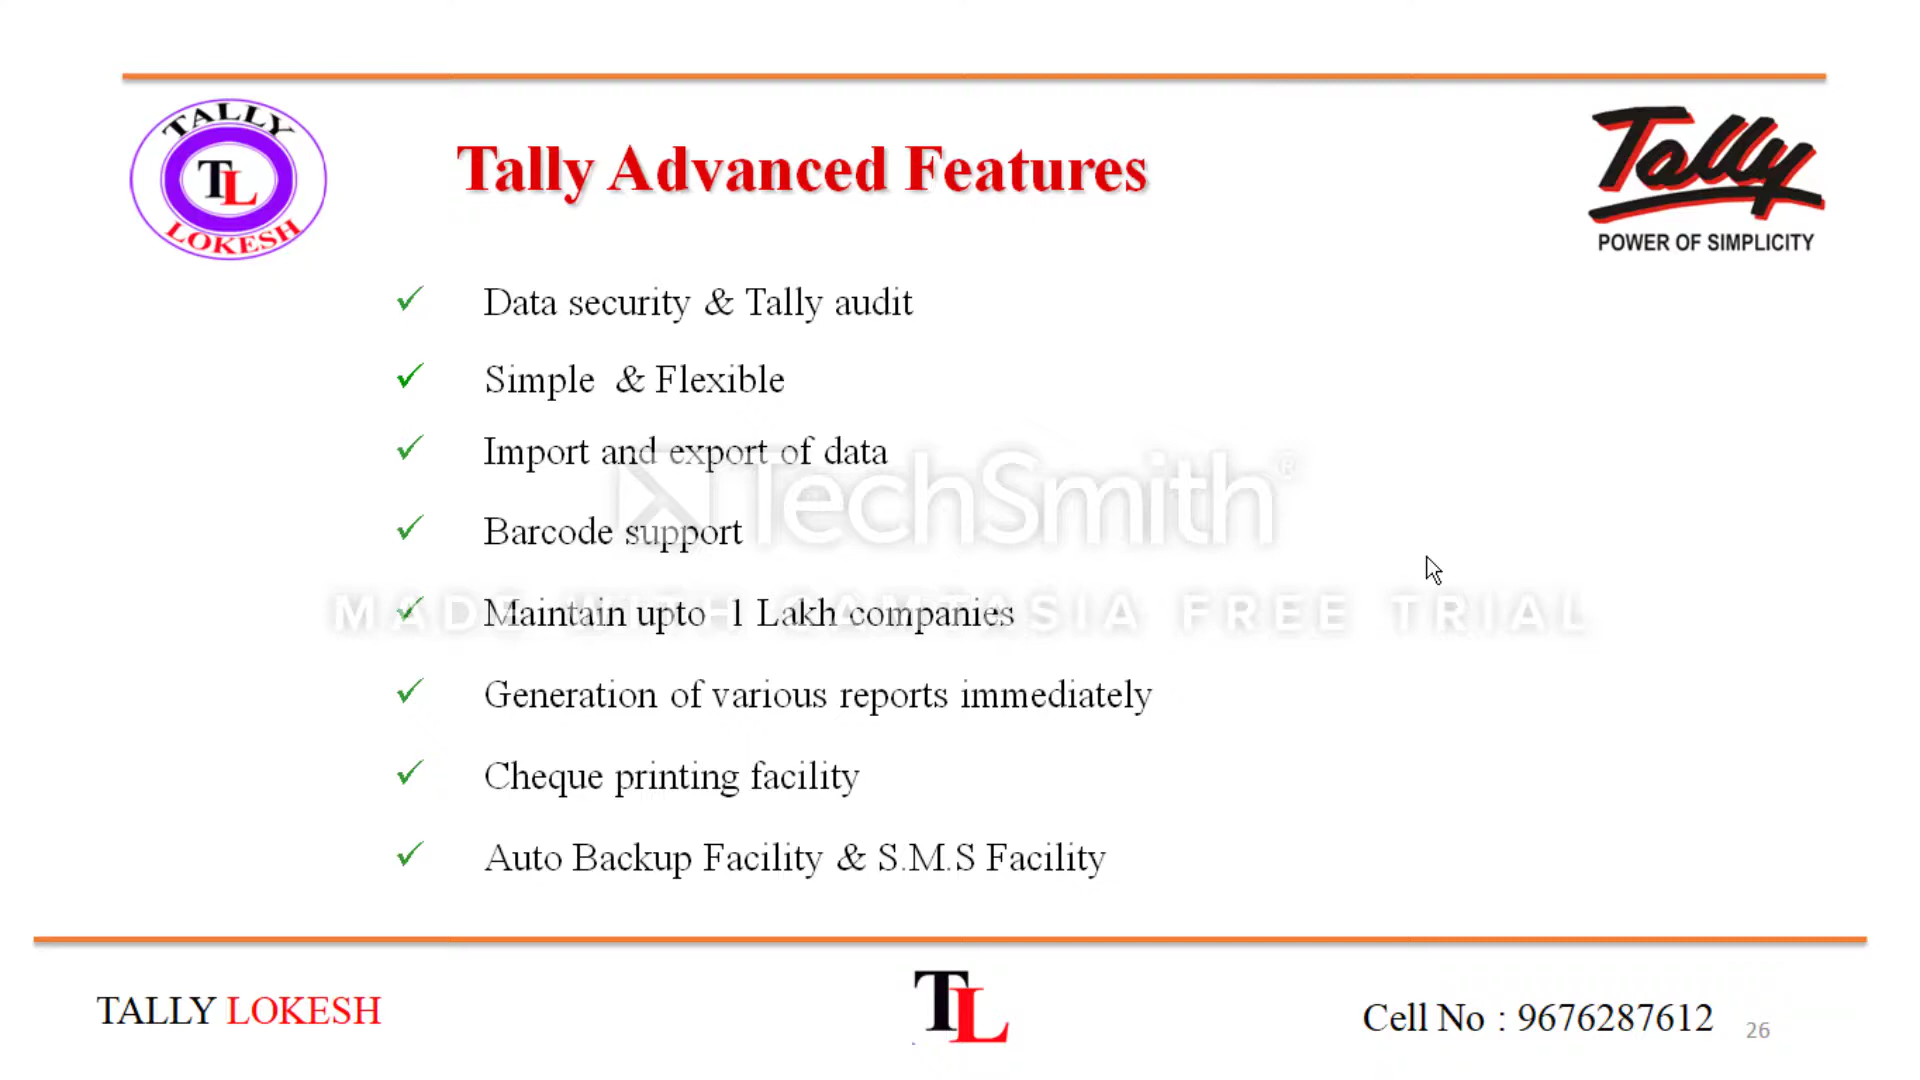 TALLY
TL
LOKESH
Tally Advanced Features
Tally
POWER OF SIMPLICITY
✓ Data security & Tally audit
✓ Simple & Flexible
✓ Import and export of data
TechSmith®
✓ Barcode support
MADE WITH CAMTASIA FREE TRIAL
✓ Maintain upto 1 Lakh companies
✓ Generation of various reports immediately
✓ Cheque printing facility
✓ Auto Backup Facility & S.M.S Facility
TALLY LOKESH
TL
Cell No : 9676287612
26